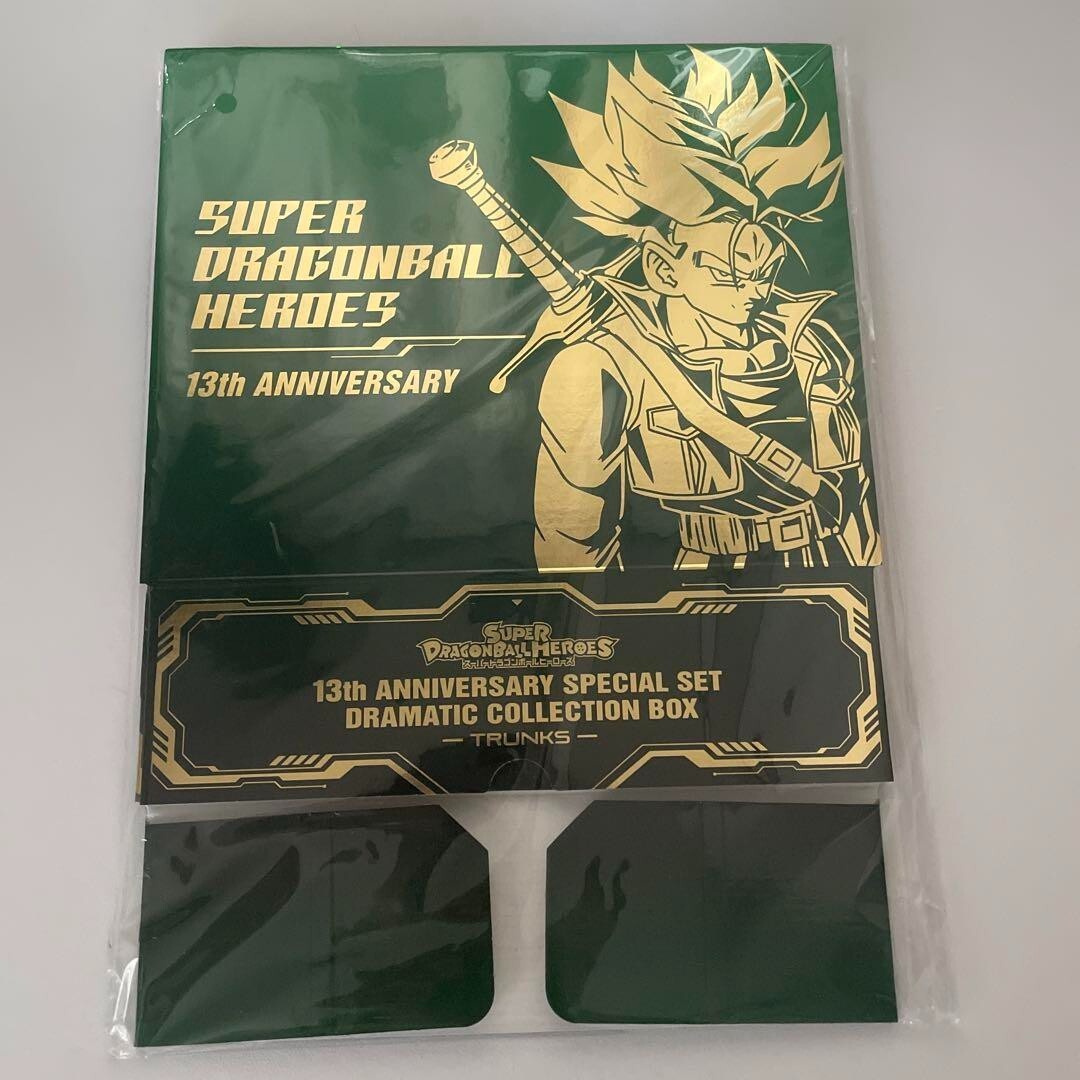 SUPER
DRAGONBALL
HEROES
13th ANNIVERSARY
SUPER
DRAGONBALL HEROES
スーパードラゴンボールヒーローズ
13th ANNIVERSARY SPECIAL SET
DRAMATIC COLLECTION BOX
— TRUNKS —